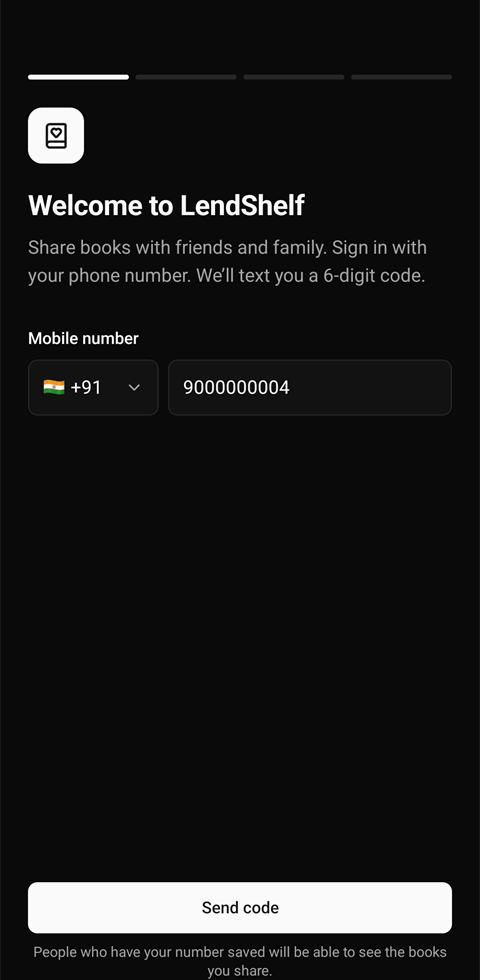 Welcome to LendShelf
Share books with friends and family. Sign in with
your phone number. We’ll text you a 6-digit code.
Mobile number
🇮🇳 +91 9000000004
Send code
People who have your number saved will be able to see the books
you share.